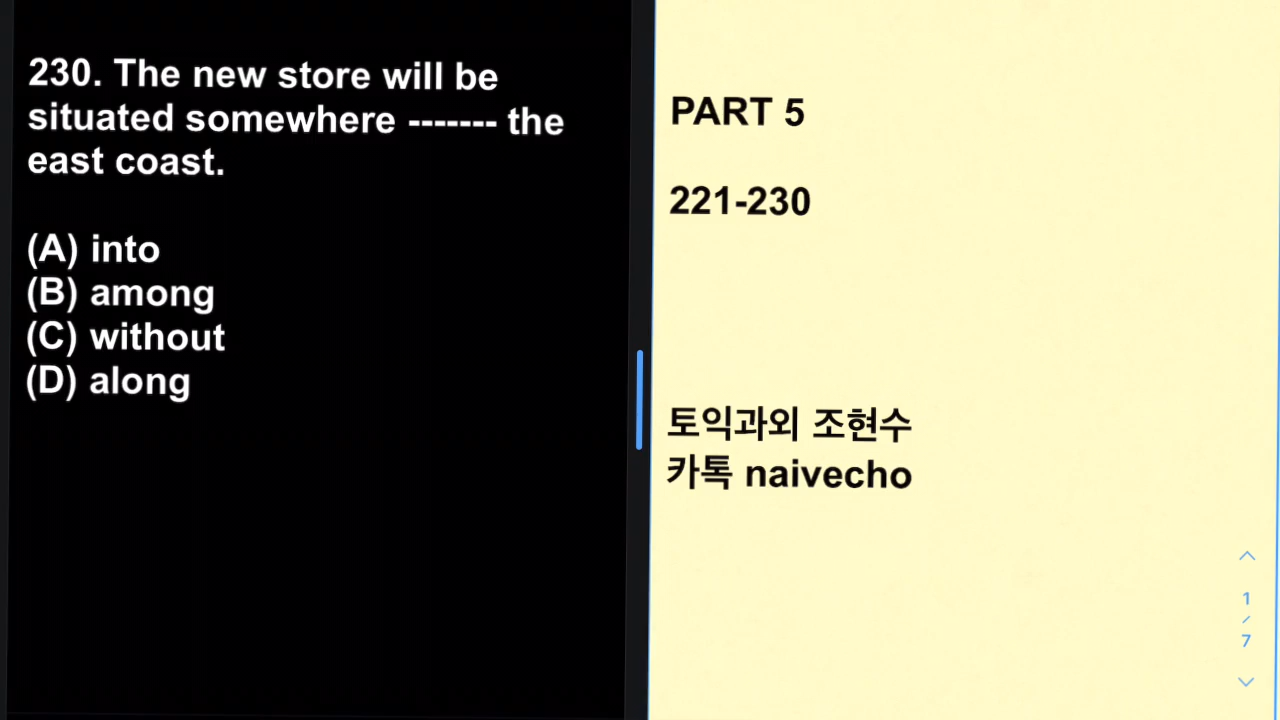 230. The new store will be
situated somewhere ------- the
east coast.
(A) into
(B) among
(C) without
(D) along
PART 5
221-230
토익과외 조현수
카톡 naivecho
1
/
7